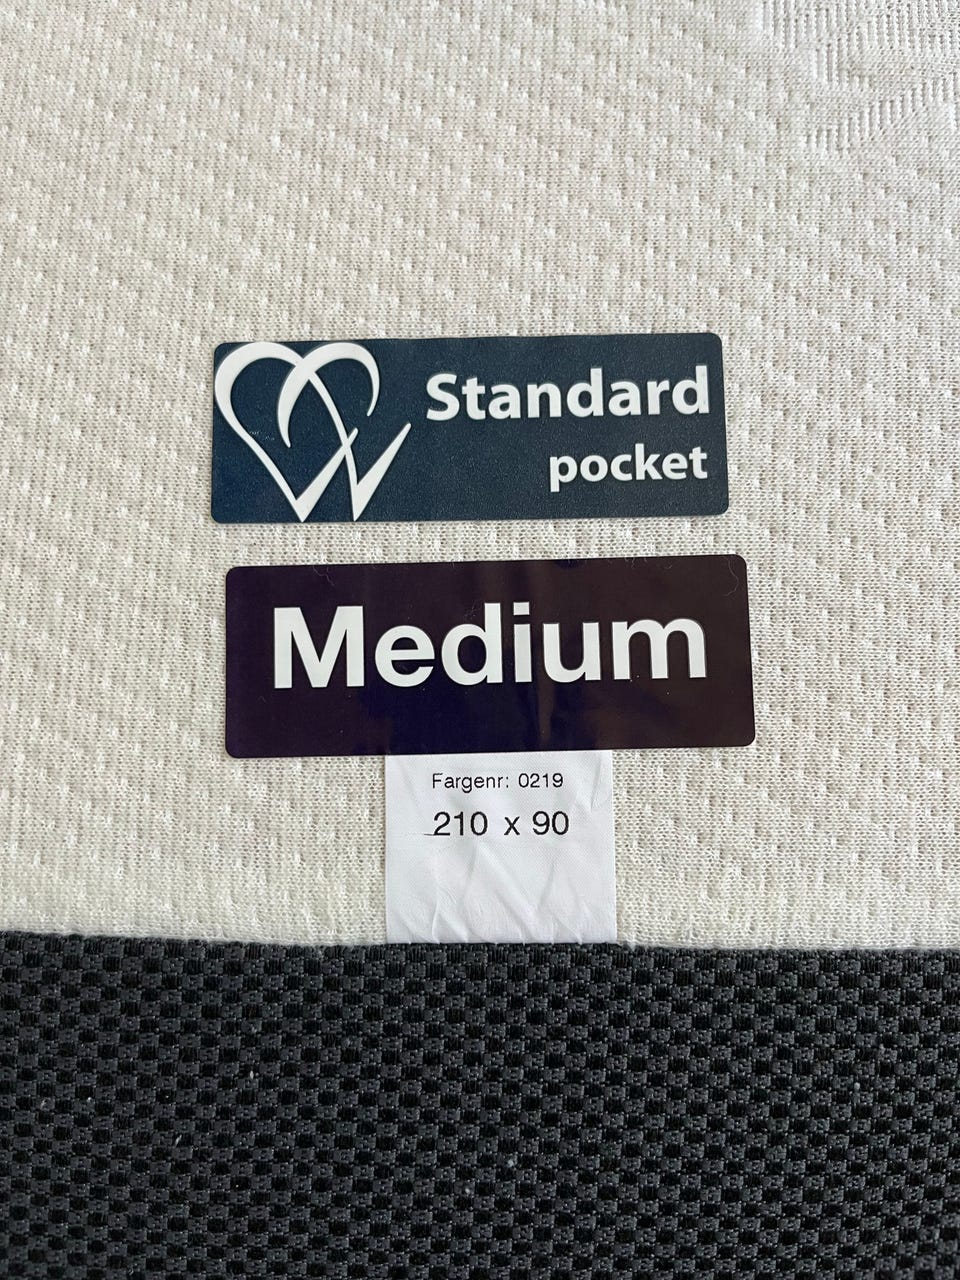 Standard
pocket
Medium
Fargenr: 0219
210 x 90